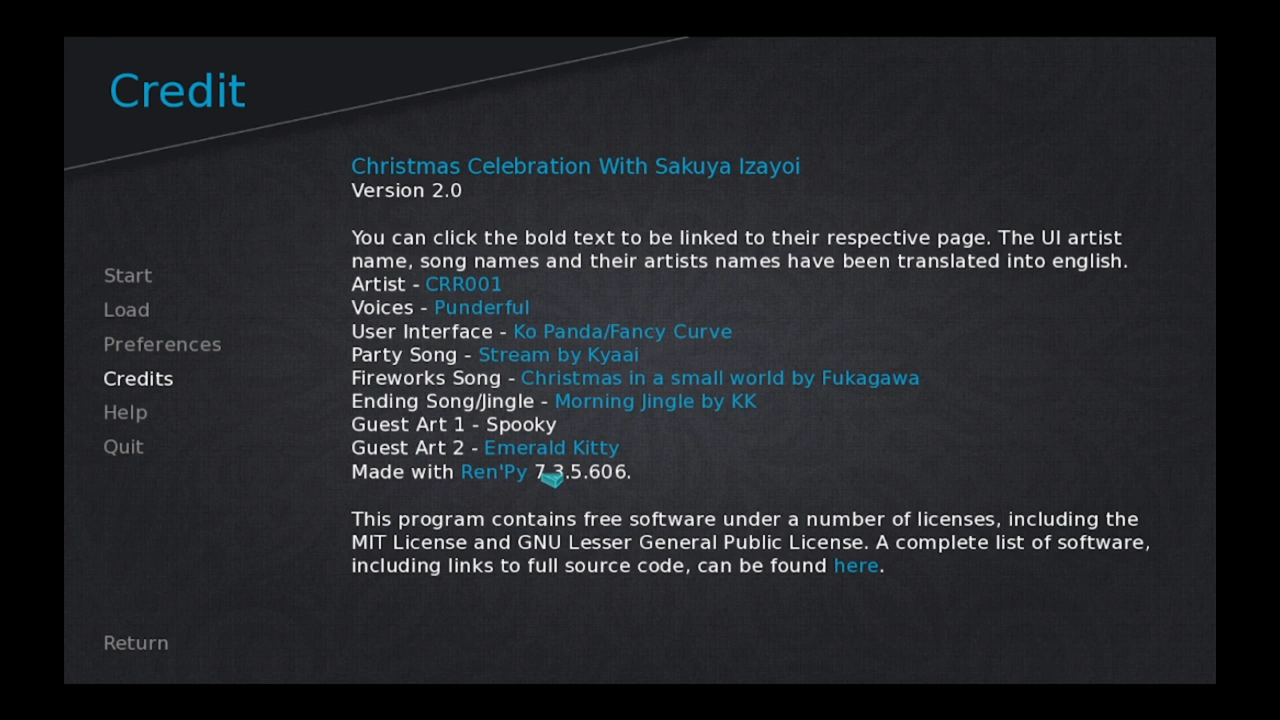 Credit
Christmas Celebration With Sakuya Izayoi
Version 2.0
You can click the bold text to be linked to their respective page. The UI artist
name, song names and their artists names have been translated into english.
Artist - CRR001
Voices - Punderful
User Interface - Ko Panda/Fancy Curve
Party Song - Stream by Kyaai
Fireworks Song - Christmas in a small world by Fukagawa
Ending Song/Jingle - Morning Jingle by KK
Guest Art 1 - Spooky
Guest Art 2 - Emerald Kitty
Made with Ren'Py 7.3.5.606.
This program contains free software under a number of licenses, including the
MIT License and GNU Lesser General Public License. A complete list of software,
including links to full source code, can be found here.
Start
Load
Preferences
Credits
Help
Quit
Return